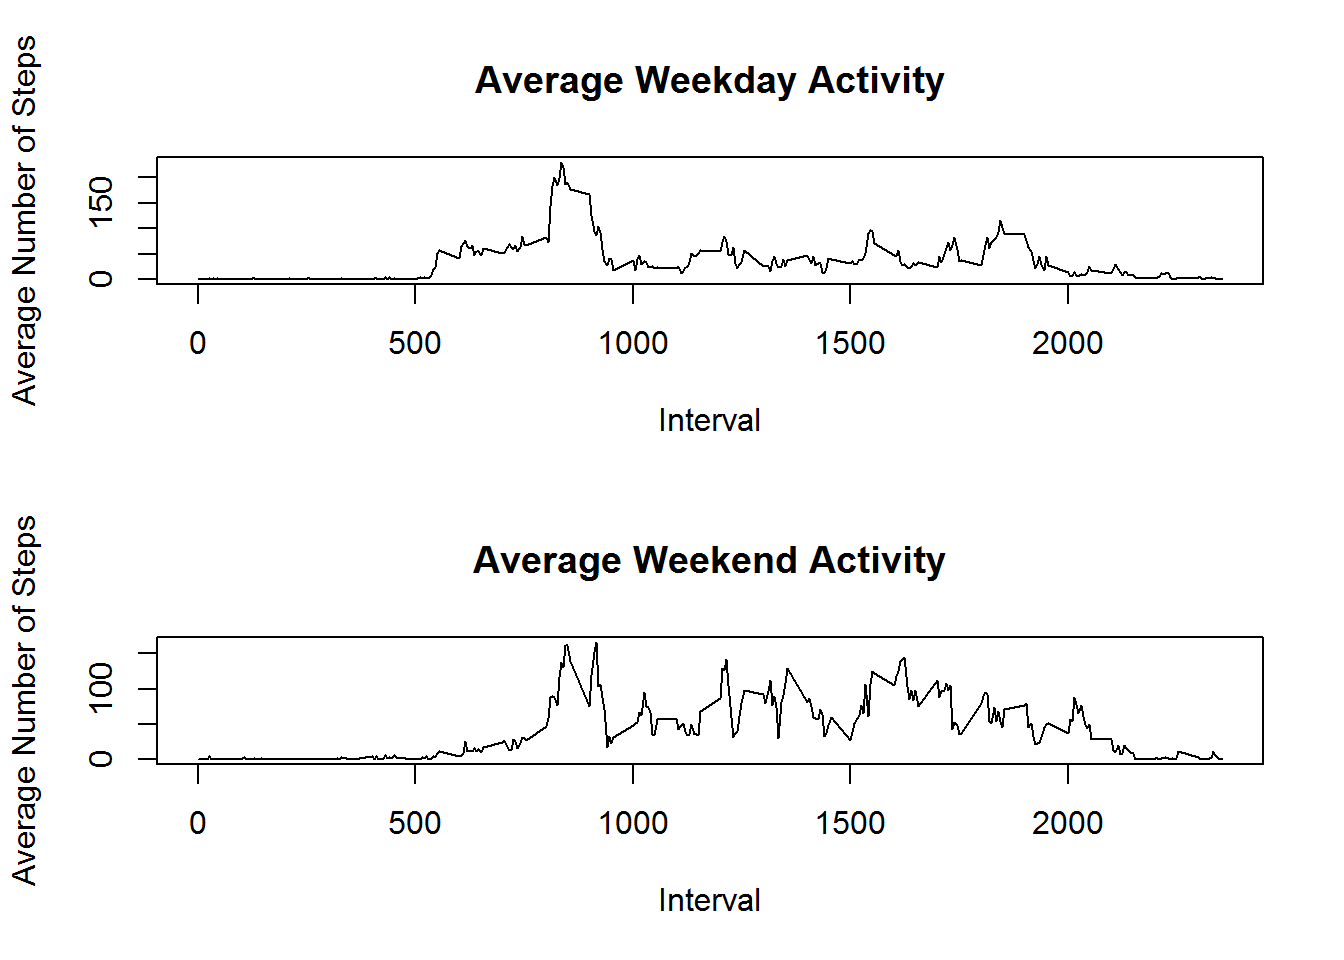 Average Weekday Activity
Average Number of Steps
150
0
0 500 1000 1500 2000
Interval
Average Weekend Activity
Average Number of Steps
100
0
0 500 1000 1500 2000
Interval